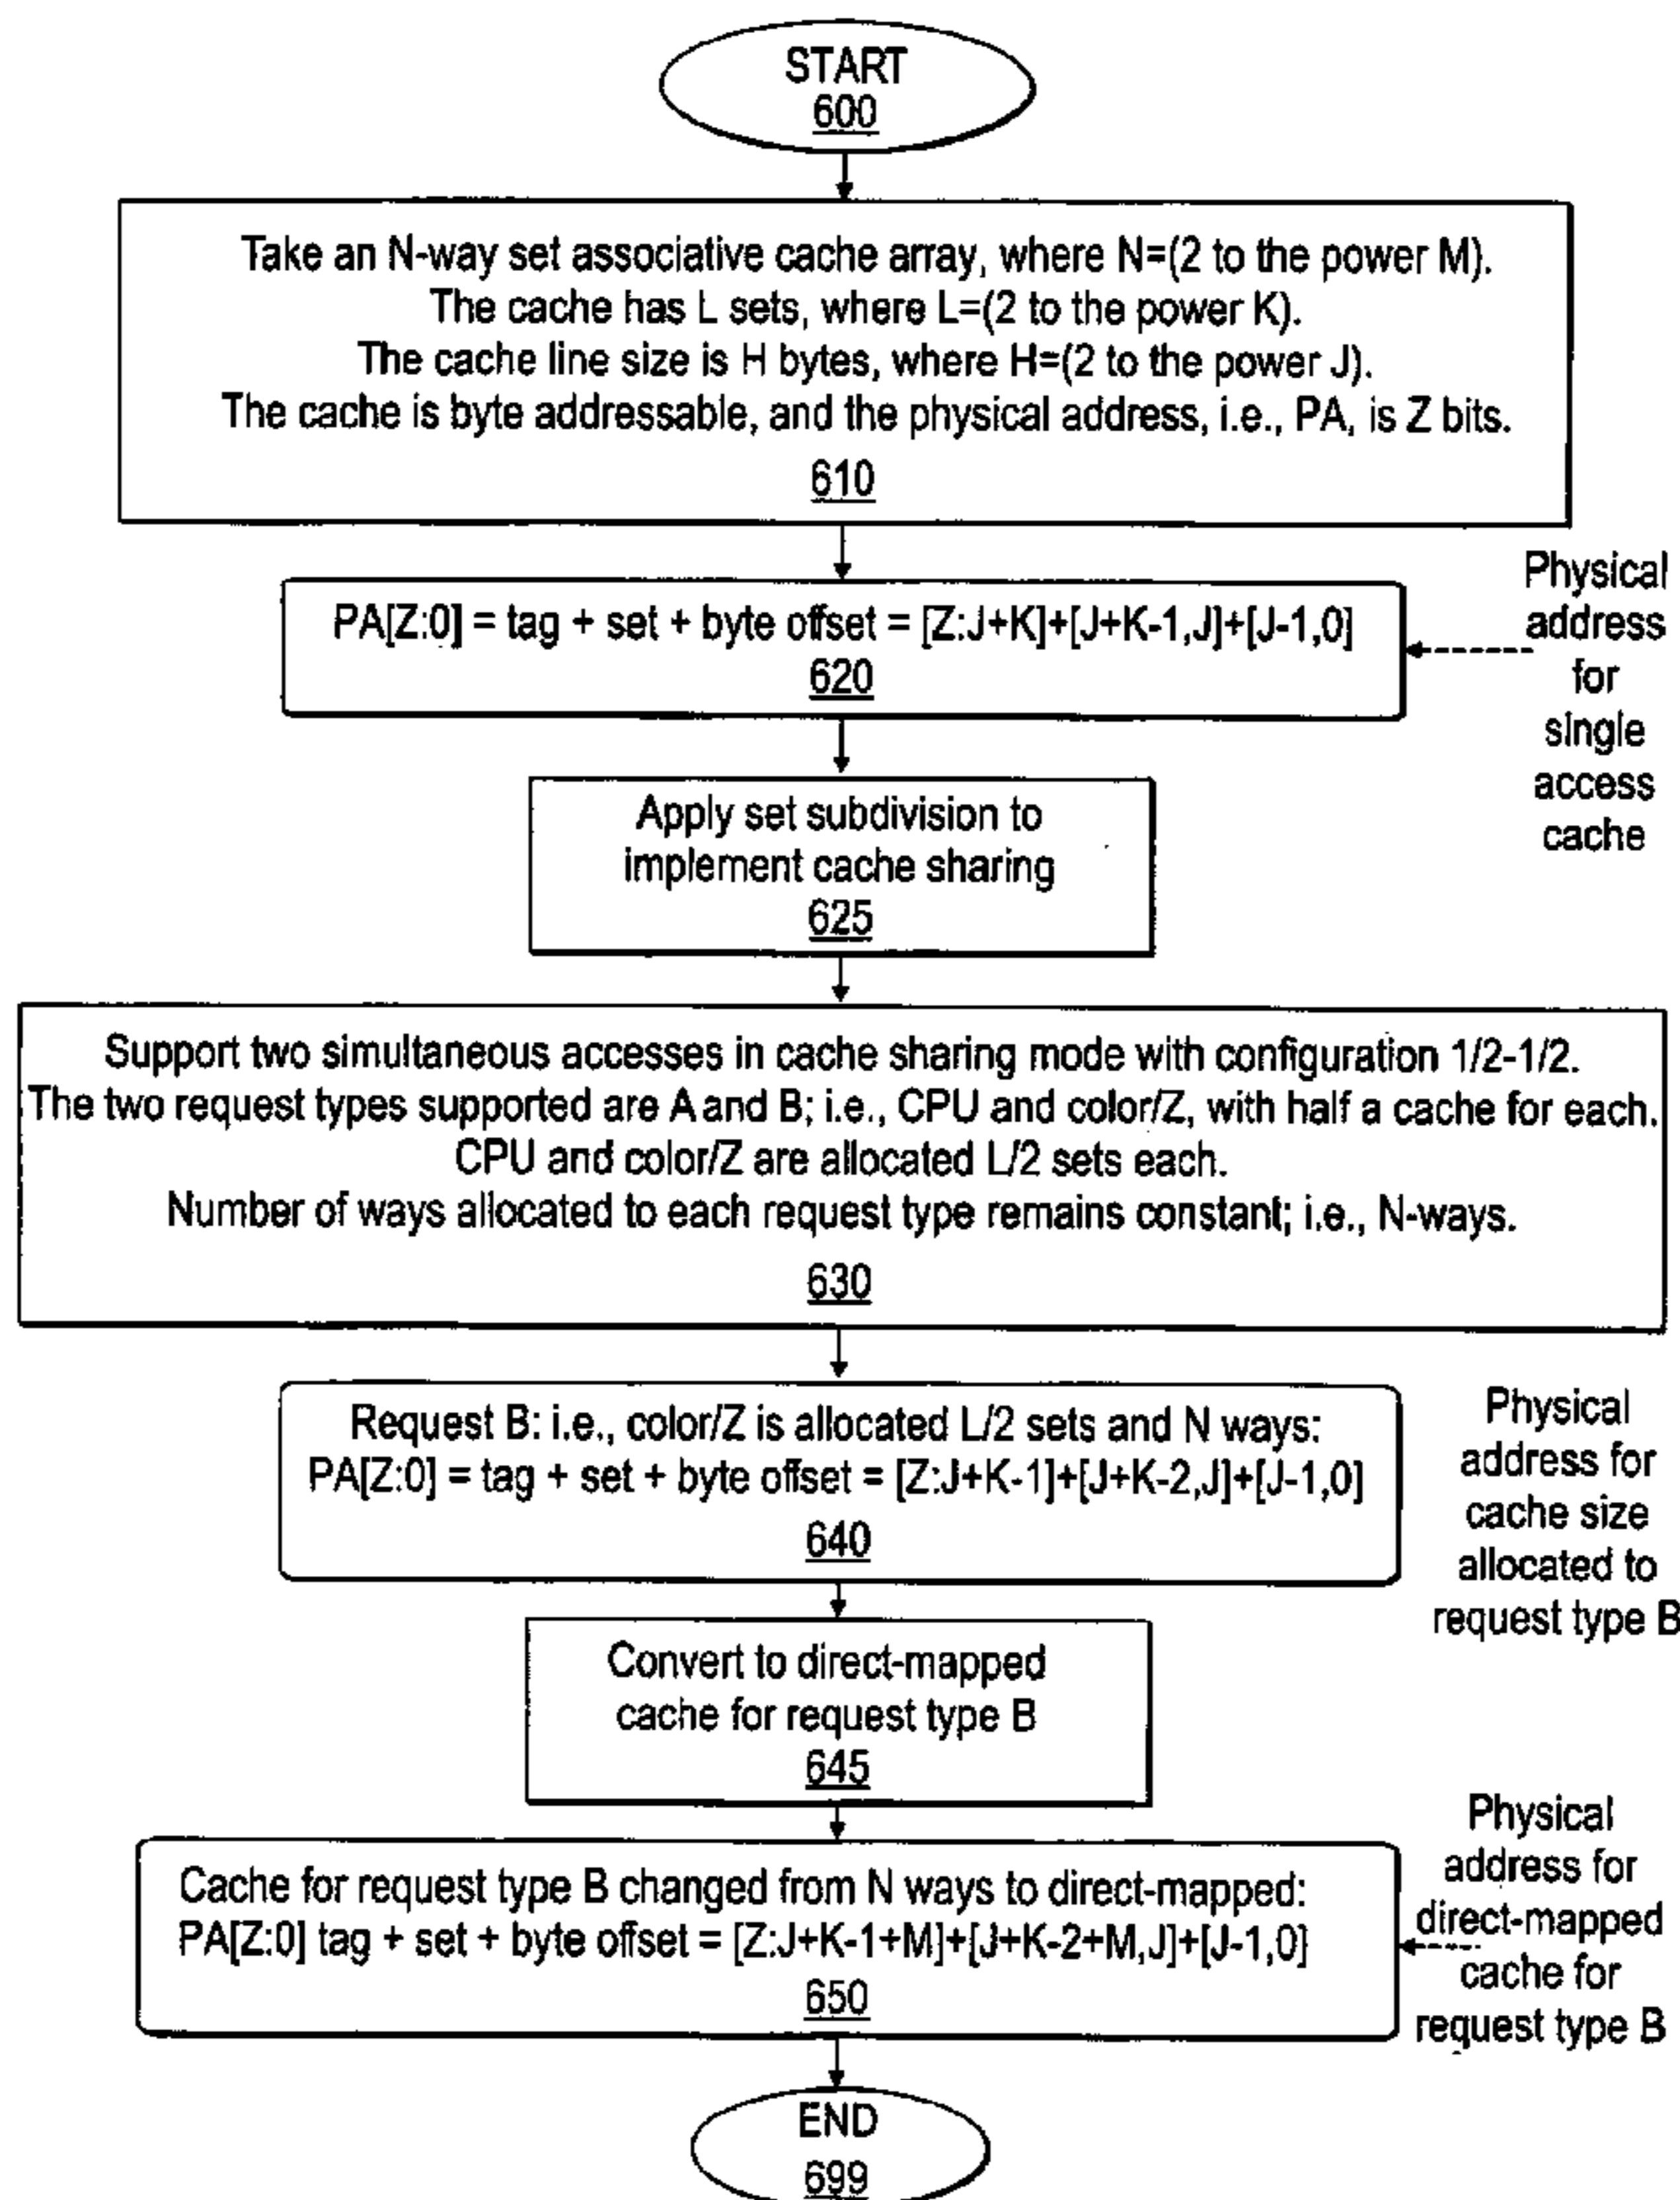 START
600
Take an N-way set associative cache array, where N=(2 to the power M).
The cache has L sets, where L=(2 to the power K).
The cache line size is H bytes, where H=(2 to the power J).
The cache is byte addressable, and the physical address, i.e., PA, is Z bits.
610
PA[Z:0] = tag + set + byte offset = [Z:J+K]+[J+K-1,J]+[J-1,0]
620
Physical
address
for
single
access
cache
Apply set subdivision to
implement cache sharing
625
Support two simultaneous accesses in cache sharing mode with configuration 1/2-1/2.
The two request types supported are A and B; i.e., CPU and color/Z, with half a cache for each.
CPU and color/Z are allocated L/2 sets each.
Number of ways allocated to each request type remains constant; i.e., N-ways.
630
Request B: i.e., color/Z is allocated L/2 sets and N ways:
PA[Z:0] = tag + set + byte offset = [Z:J+K-1]+[J+K-2,J]+[J-1,0]
640
Physical
address for
cache size
allocated to
request type B
Convert to direct-mapped
cache for request type B
645
Cache for request type B changed from N ways to direct-mapped:
PA[Z:0] tag + set + byte offset = [Z:J+K-1+M]+[J+K-2+M,J]+[J-1,0]
650
Physical
address for
direct-mapped
cache for
request type B
END
699